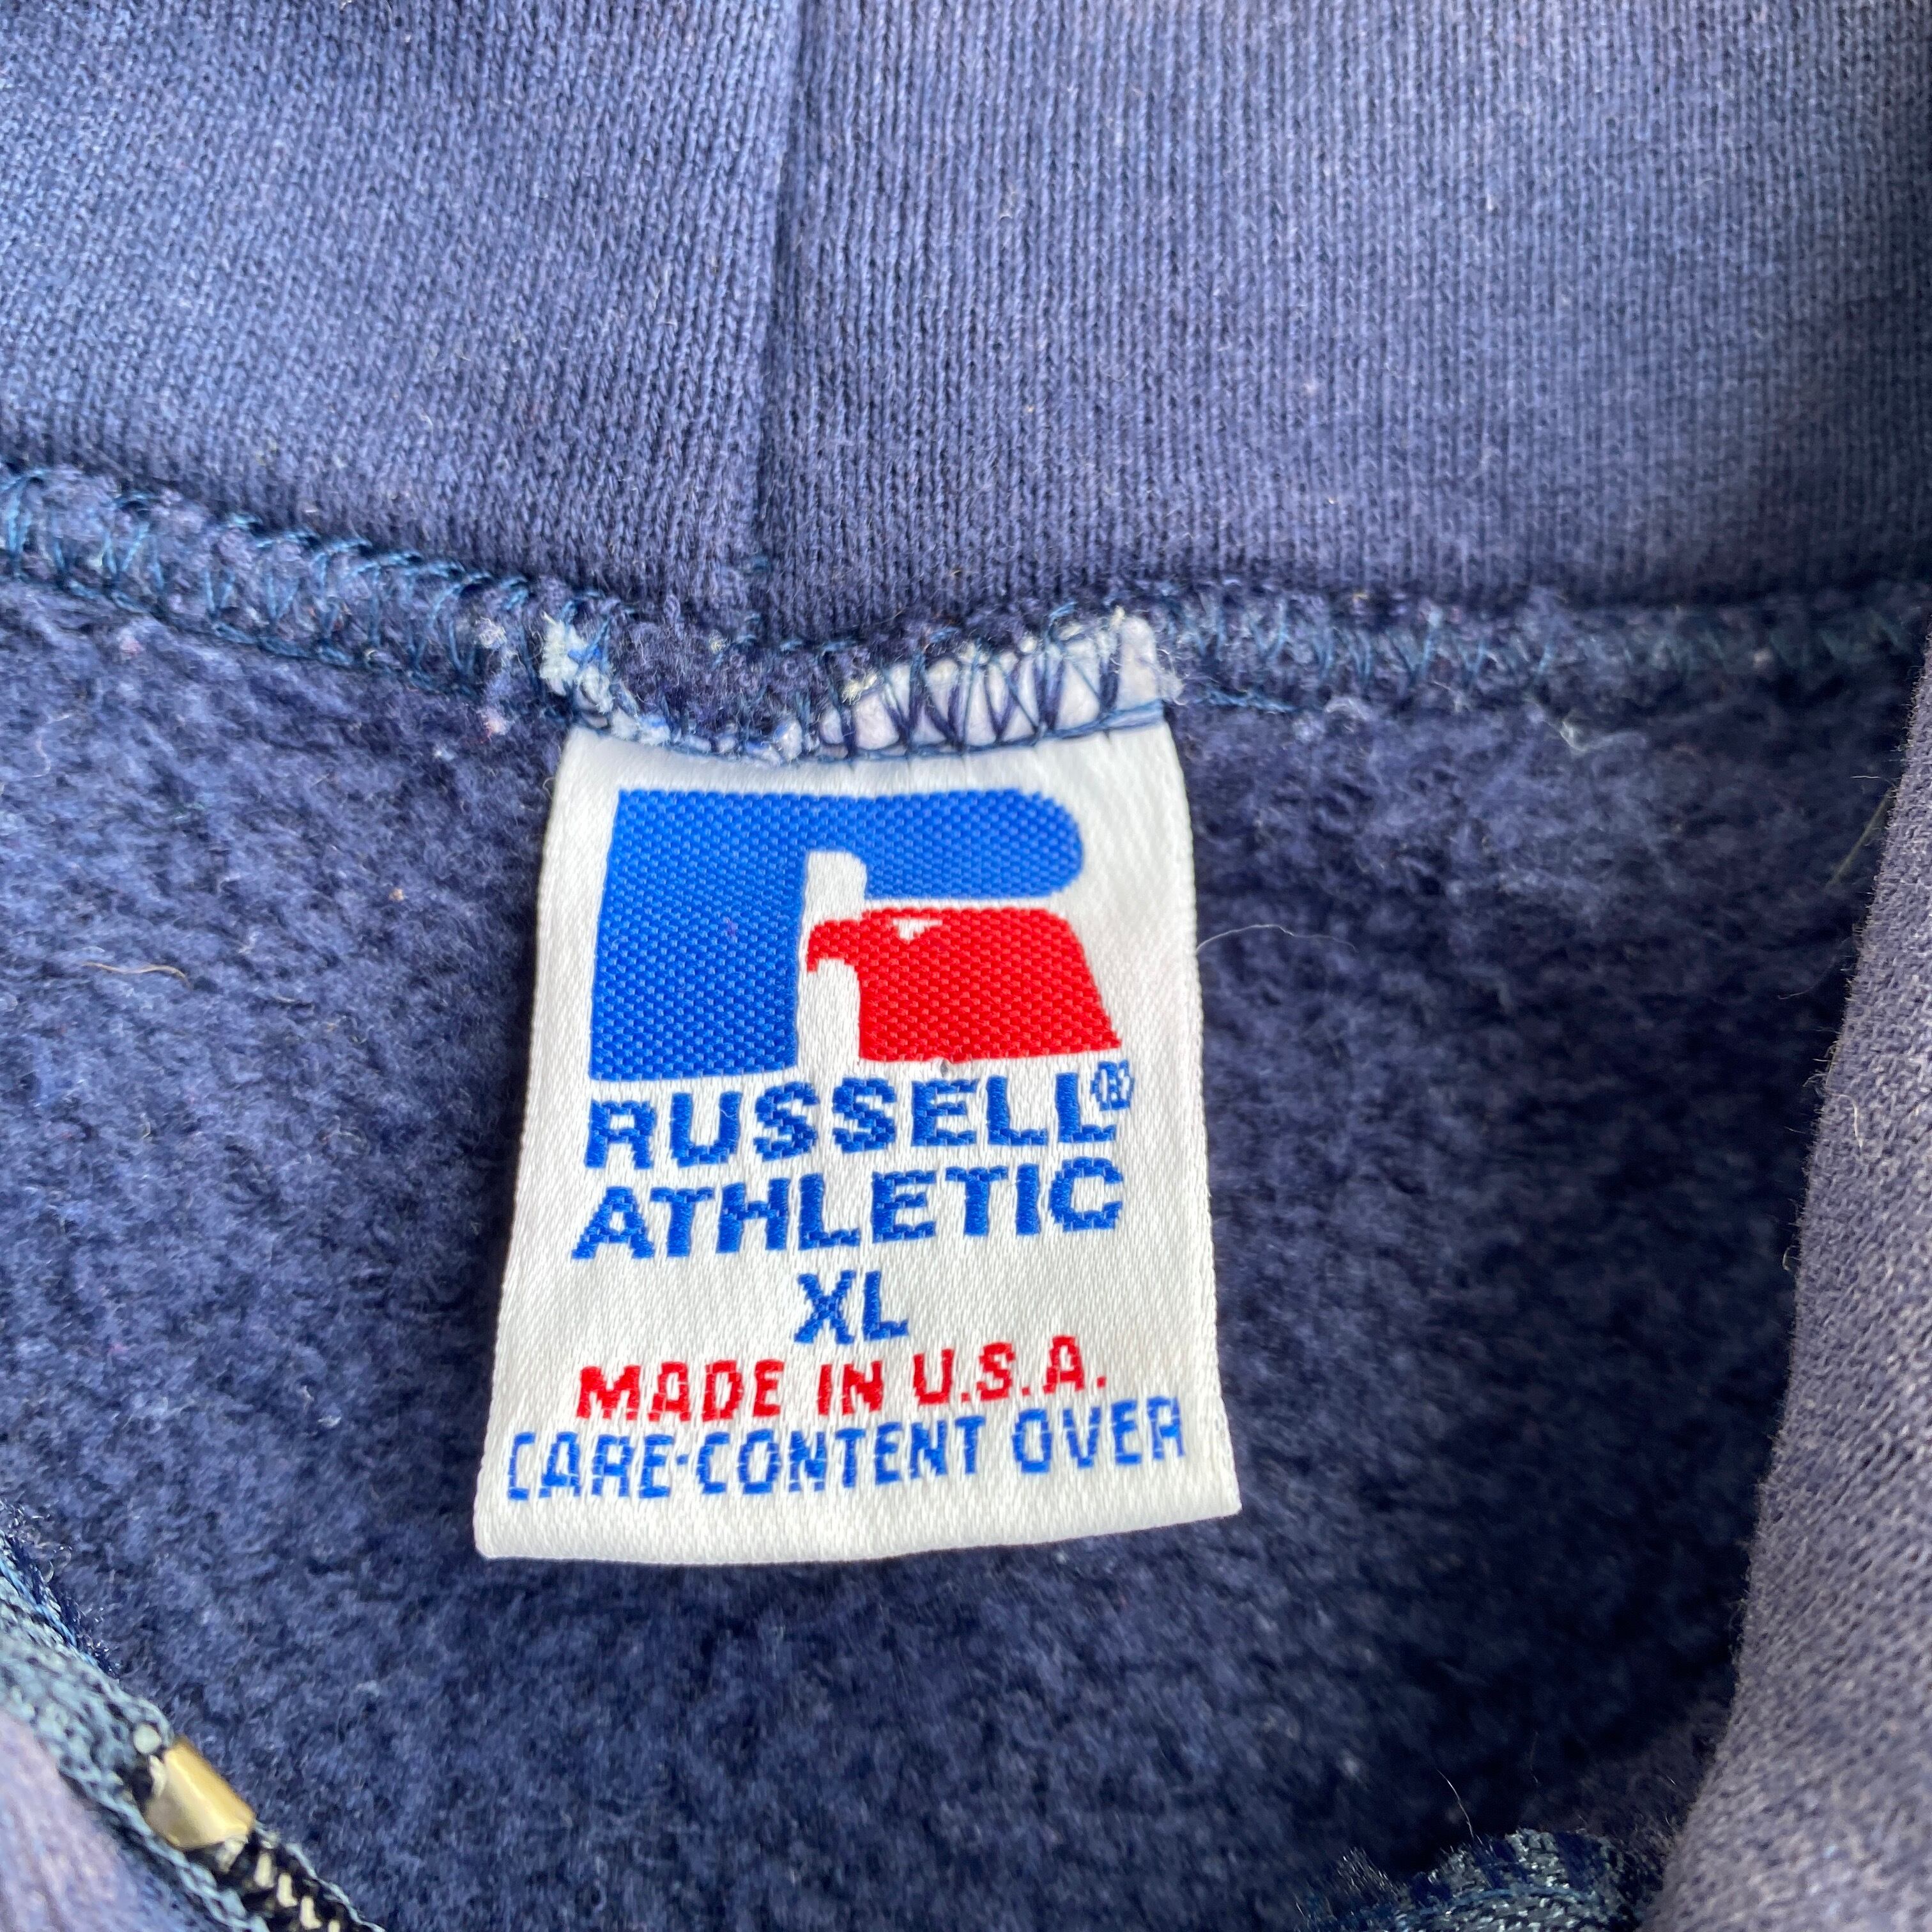 RUSSELL®
ATHLETIC
XL
MADE IN U.S.A.
CARE-CONTENT OVER